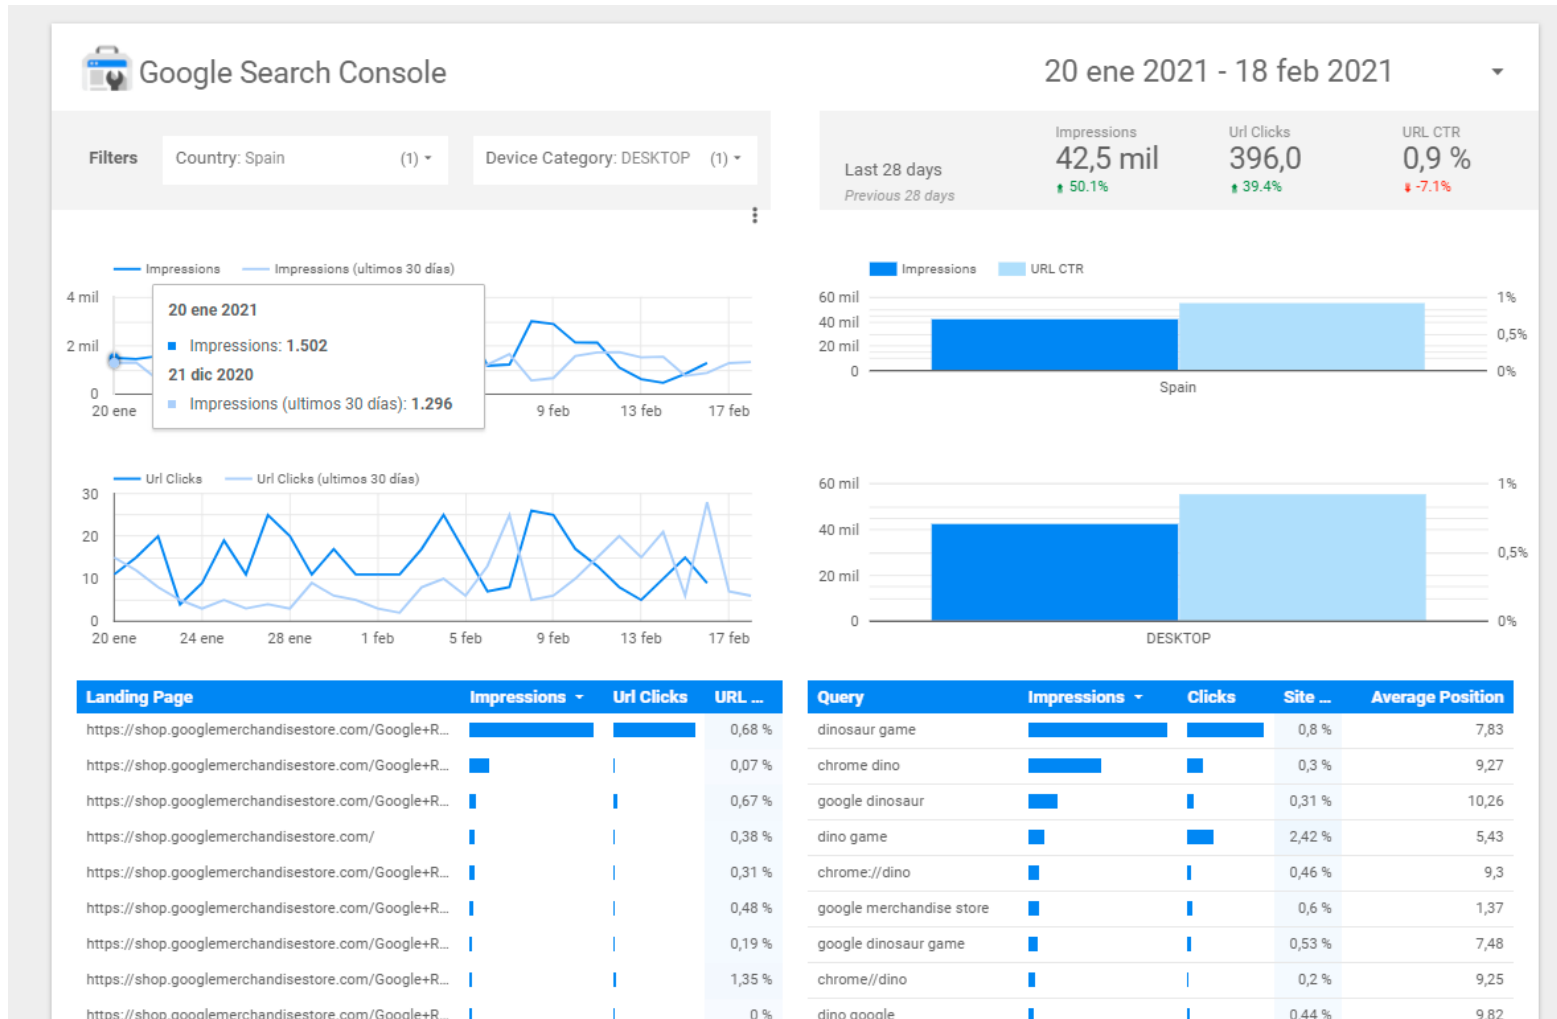 Google Search Console
20 ene 2021 - 18 feb 2021
Filters
Country: Spain (1)
Device Category: DESKTOP (1)
Last 28 days
Previous 28 days
Impressions
42,5 mil
50.1%
Url Clicks
396,0
39.4%
URL CTR
0,9 %
-7.1%
Impressions Impressions (ultimos 30 días)
4 mil
2 mil
0
20 ene 2021
Impressions: 1.502
21 dic 2020
Impressions (ultimos 30 días): 1.296
20 ene 9 feb 13 feb 17 feb
Impressions URL CTR
60 mil 1%
40 mil 0,5%
20 mil
0 0%
Spain
Url Clicks Url Clicks (ultimos 30 días)
30
20
10
0
20 ene 24 ene 28 ene 1 feb 5 feb 9 feb 13 feb 17 feb
60 mil 1%
40 mil 0,5%
20 mil
0 0%
DESKTOP
Landing Page Impressions Url Clicks URL ...
https://shop.googlemerchandisestore.com/Google+R... 0,68 %
https://shop.googlemerchandisestore.com/Google+R... 0,07 %
https://shop.googlemerchandisestore.com/Google+R... 0,67 %
https://shop.googlemerchandisestore.com/ 0,38 %
https://shop.googlemerchandisestore.com/Google+R... 0,31 %
https://shop.googlemerchandisestore.com/Google+R... 0,48 %
https://shop.googlemerchandisestore.com/Google+R... 0,19 %
https://shop.googlemerchandisestore.com/Google+R... 1,35 %
https://shop.googlemerchandisestore.com/Google+R... 0 %
Query Impressions Clicks Site ... Average Position
dinosaur game 0,8 % 7,83
chrome dino 0,3 % 9,27
google dinosaur 0,31 % 10,26
dino game 2,42 % 5,43
chrome://dino 0,46 % 9,3
google merchandise store 0,6 % 1,37
google dinosaur game 0,53 % 7,48
chrome//dino 0,2 % 9,25
dino google 0,44 % 9,82